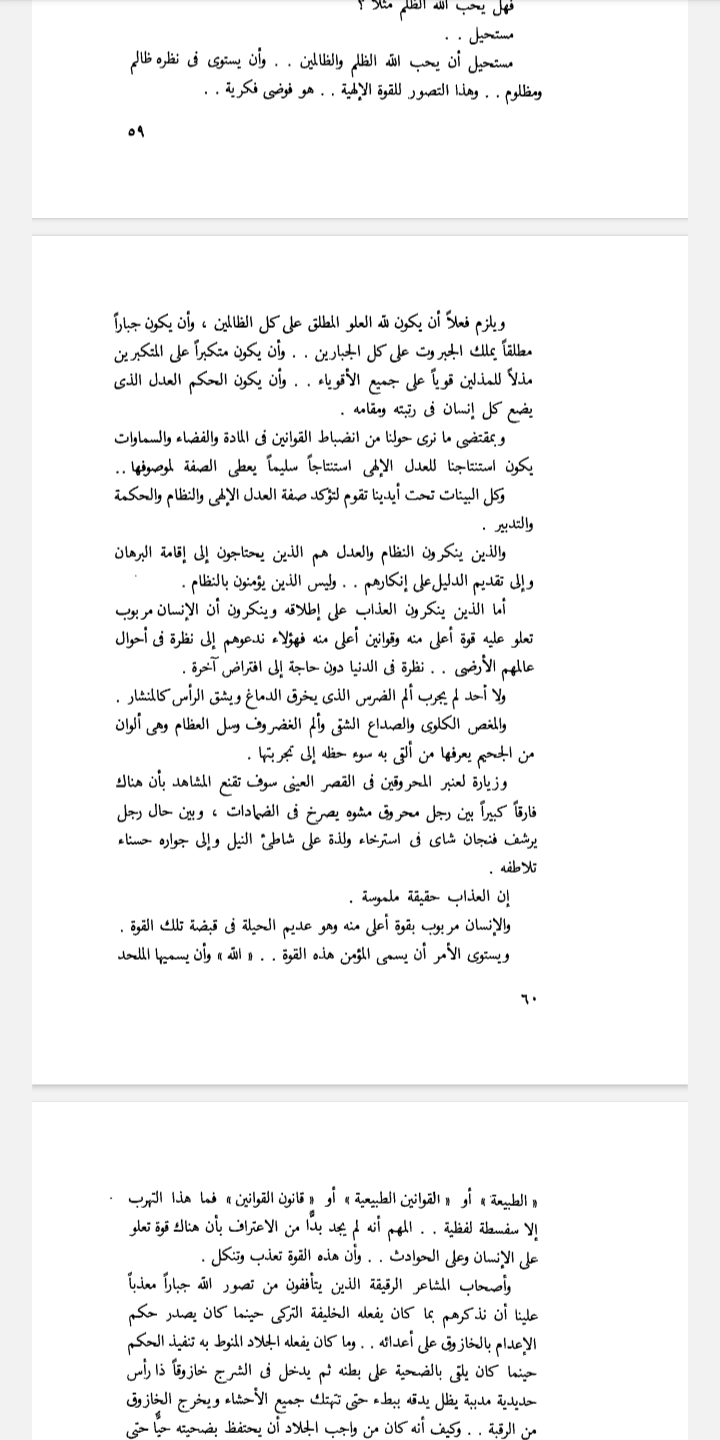 فهل يحب الله الظلم مثلاً ؟
مستحيل . .
مستحيل أن يحب الله الظلم والظالمين . . وأن يستوى فى نظره ظالم
ومظلوم . . وهذا التصور للقوة الإلهية . . هو فوضى فكرية . .
٥٩
ويلزم فعلاً أن يكون لله العلو المطلق على كل الظالمين ، وأن يكون جباراً
مطلقاً يملك الجبروت على كل الجبارين . . وأن يكون متكبراً على المتكبرين
مذلاً للمذلين قوياً على جميع الأقوياء . . وأن يكون الحكم العدل الذى
يضع كل إنسان فى رتبته ومقامه .
وبمقتضى ما نرى حولنا من انضباط القوانين فى المادة والفضاء والسماوات
يكون استنتاجنا للعدل الإلهى استنتاجاً سليماً يعطى الصفة لموصوفها ..
وكل البينات تحت أيدينا تقوم لتؤكد صفة العدل الإلهى والنظام والحكمة
والتدبير .
والذين ينكرون النظام والعدل هم الذين يحتاجون إلى إقامة البرهان
وإلى تقديم الدليل على إنكارهم . . وليس الذين يؤمنون بالنظام .
أما الذين ينكرون العذاب على إطلاقه وينكرون أن الإنسان مربوب
تعلو عليه قوة أعلى منه وقوانين أعلى منه فهؤلاء ندعوهم إلى نظرة فى أحوال
عالمهم الأرضى . . نظرة فى الدنيا دون حاجة إلى افتراض آخرة .
ولا أحد لم يجرب ألم الضرس الذى يخرق الدماغ ويشق الرأس كالمنشار .
والمغص الكلوى والصداع الشقى وألم الغضروف وسل العظام وهى ألوان
من الجحيم يعرفها من ألقى به سوء حظه إلى تجربتها .
وزيارة لعنبر المحروقين فى القصر العينى سوف تقنع المشاهد بأن هناك
فارقاً كبيراً بين رجل محروق مشوه يصرخ فى الضمادات ، وبين حال رجل
يرشف فنجان شاى فى استرخاء ولذة على شاطئ النيل وإلى جواره حسناء
تلاطفه .
إن العذاب حقيقة ملموسة .
والإنسان مربوب بقوة أعلى منه وهو عديم الحيلة فى قبضة تلك القوة .
ويستوى الأمر أن يسمى المؤمن هذه القوة . . « الله » وأن يسميها الملحد
٦٠
« الطبيعة » أو « القوانين الطبيعية » أو « قانون القوانين » فما هذا التهرب
إلا سفسطة لفظية . . المهم أنه لم يجد بدًّا من الاعتراف بأن هناك قوة تعلو
على الإنسان وعلى الحوادث . . وأن هذه القوة تعذب وتنكل .
وأصحاب المشاعر الرقيقة الذين يتأففون من تصور الله جباراً معذباً
علينا أن نذكرهم بما كان يفعله الخليفة التركى حينما كان يصدر حكم
الإعدام بالخازوق على أعدائه . . وما كان يفعله الجلاد المنوط به تنفيذ الحكم
حينما كان يلقى بالضحية على بطنه ثم يدخل فى الشرج خازوقاً ذا رأس
حديدية مدببة يظل يدقه ببطء حتى تتهتك جميع الأحشاء ويخرج الخازوق
من الرقبة . . وكيف أنه كان من واجب الجلاد أن يحتفظ بضحيته حيًّا حتى